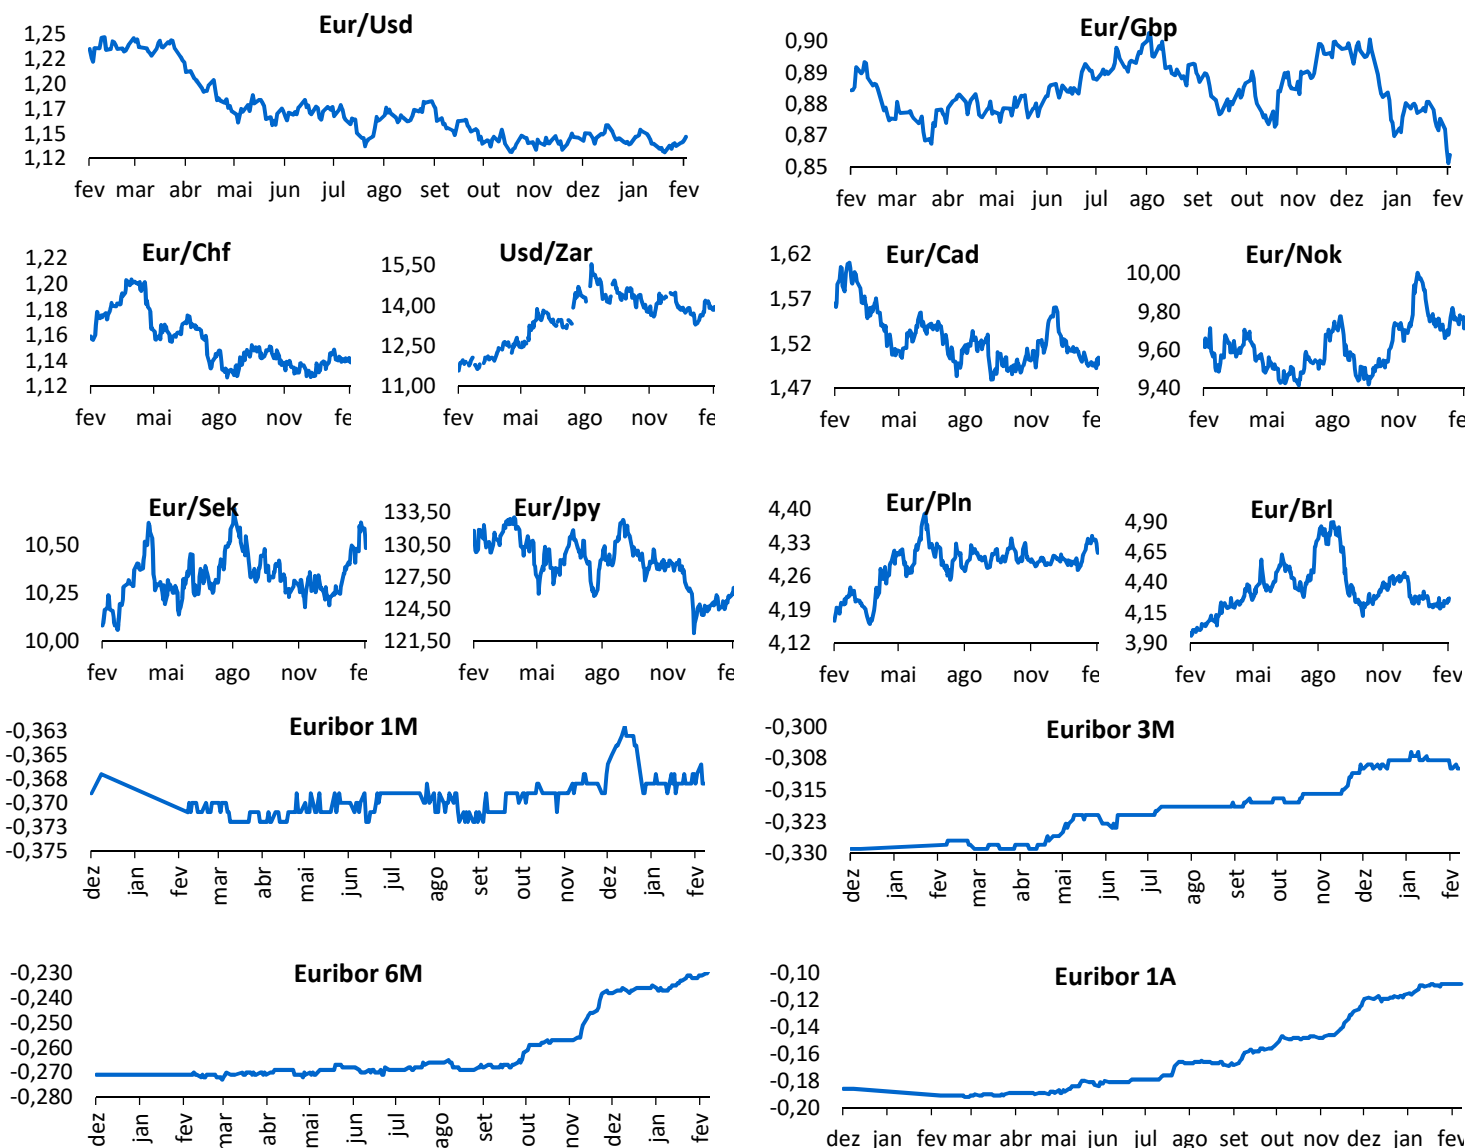 Eur/Usd
1,25
1,22
1,20
1,17
1,15
1,12
fev mar abr mai jun jul ago set out nov dez jan fev
Eur/Gbp
0,90
0,89
0,88
0,87
0,85
fev mar abr mai jun jul ago set out nov dez jan fev
Eur/Chf
1,22
1,20
1,18
1,16
1,14
1,12
fev mai ago nov fe
Usd/Zar
15,50
14,00
12,50
11,00
fev mai ago nov fe
Eur/Cad
1,62
1,57
1,52
1,47
fev mai ago nov fev
Eur/Nok
10,00
9,80
9,60
9,40
fev mai ago nov fe
Eur/Sek
10,50
10,25
10,00
fev mai ago nov fe
Eur/Jpy
133,50
130,50
127,50
124,50
121,50
fev mai ago nov fe
Eur/Pln
4,40
4,33
4,26
4,19
4,12
fev mai ago nov fe
Eur/Brl
4,90
4,65
4,40
4,15
3,90
fev mai ago nov fev
Euribor 1M
-0,363
-0,365
-0,368
-0,370
-0,373
-0,375
dez jan fev mar abr mai jun jul ago set out nov dez jan fev
Euribor 3M
-0,300
-0,308
-0,315
-0,323
-0,330
dez jan fev mar abr mai jun jul ago set out nov dez jan fev
Euribor 6M
-0,230
-0,240
-0,250
-0,260
-0,270
-0,280
dez jan fev mar abr mai jun jul ago set out nov dez jan fev
Euribor 1A
-0,10
-0,12
-0,14
-0,16
-0,18
-0,20
dez jan fev mar abr mai jun jul ago set out nov dez jan fev